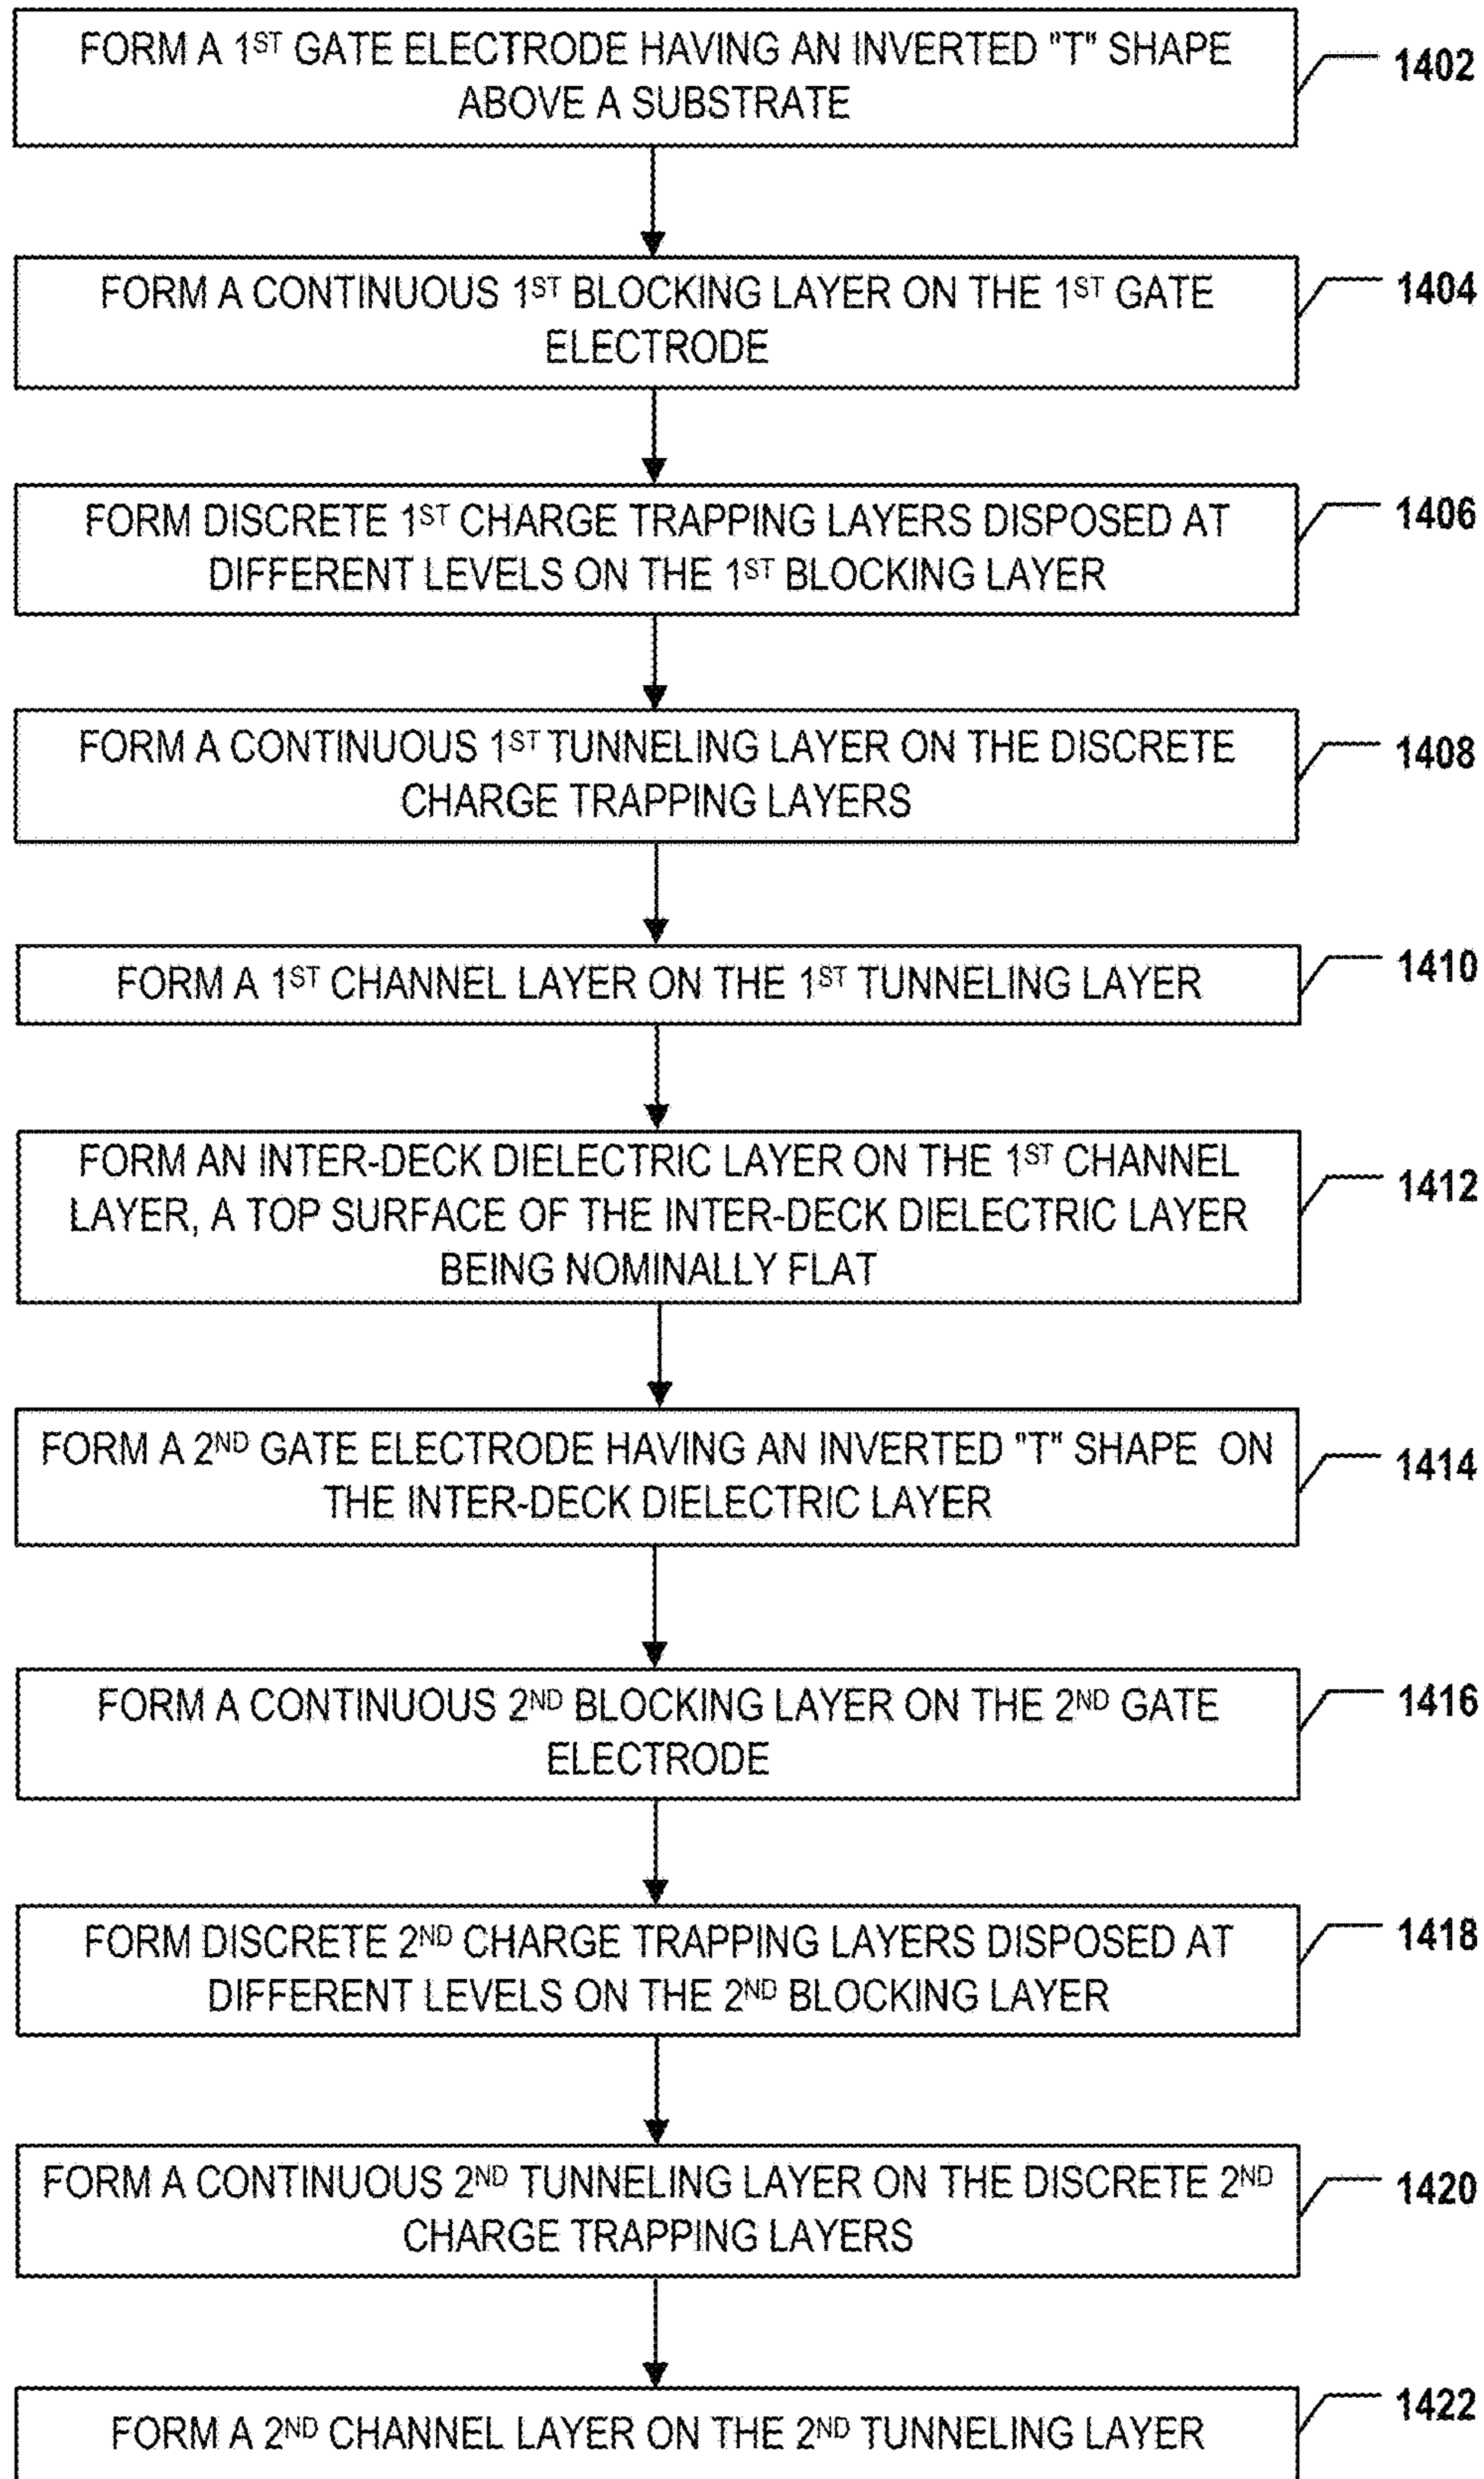 FORM A 1ST GATE ELECTRODE HAVING AN INVERTED "T" SHAPE
ABOVE A SUBSTRATE
1402
FORM A CONTINUOUS 1ST BLOCKING LAYER ON THE 1ST GATE
ELECTRODE
1404
FORM DISCRETE 1ST CHARGE TRAPPING LAYERS DISPOSED AT
DIFFERENT LEVELS ON THE 1ST BLOCKING LAYER
1406
FORM A CONTINUOUS 1ST TUNNELING LAYER ON THE DISCRETE
CHARGE TRAPPING LAYERS
1408
FORM A 1ST CHANNEL LAYER ON THE 1ST TUNNELING LAYER
1410
FORM AN INTER-DECK DIELECTRIC LAYER ON THE 1ST CHANNEL
LAYER, A TOP SURFACE OF THE INTER-DECK DIELECTRIC LAYER
BEING NOMINALLY FLAT
1412
FORM A 2ND GATE ELECTRODE HAVING AN INVERTED "T" SHAPE ON
THE INTER-DECK DIELECTRIC LAYER
1414
FORM A CONTINUOUS 2ND BLOCKING LAYER ON THE 2ND GATE
ELECTRODE
1416
FORM DISCRETE 2ND CHARGE TRAPPING LAYERS DISPOSED AT
DIFFERENT LEVELS ON THE 2ND BLOCKING LAYER
1418
FORM A CONTINUOUS 2ND TUNNELING LAYER ON THE DISCRETE 2ND
CHARGE TRAPPING LAYERS
1420
FORM A 2ND CHANNEL LAYER ON THE 2ND TUNNELING LAYER
1422